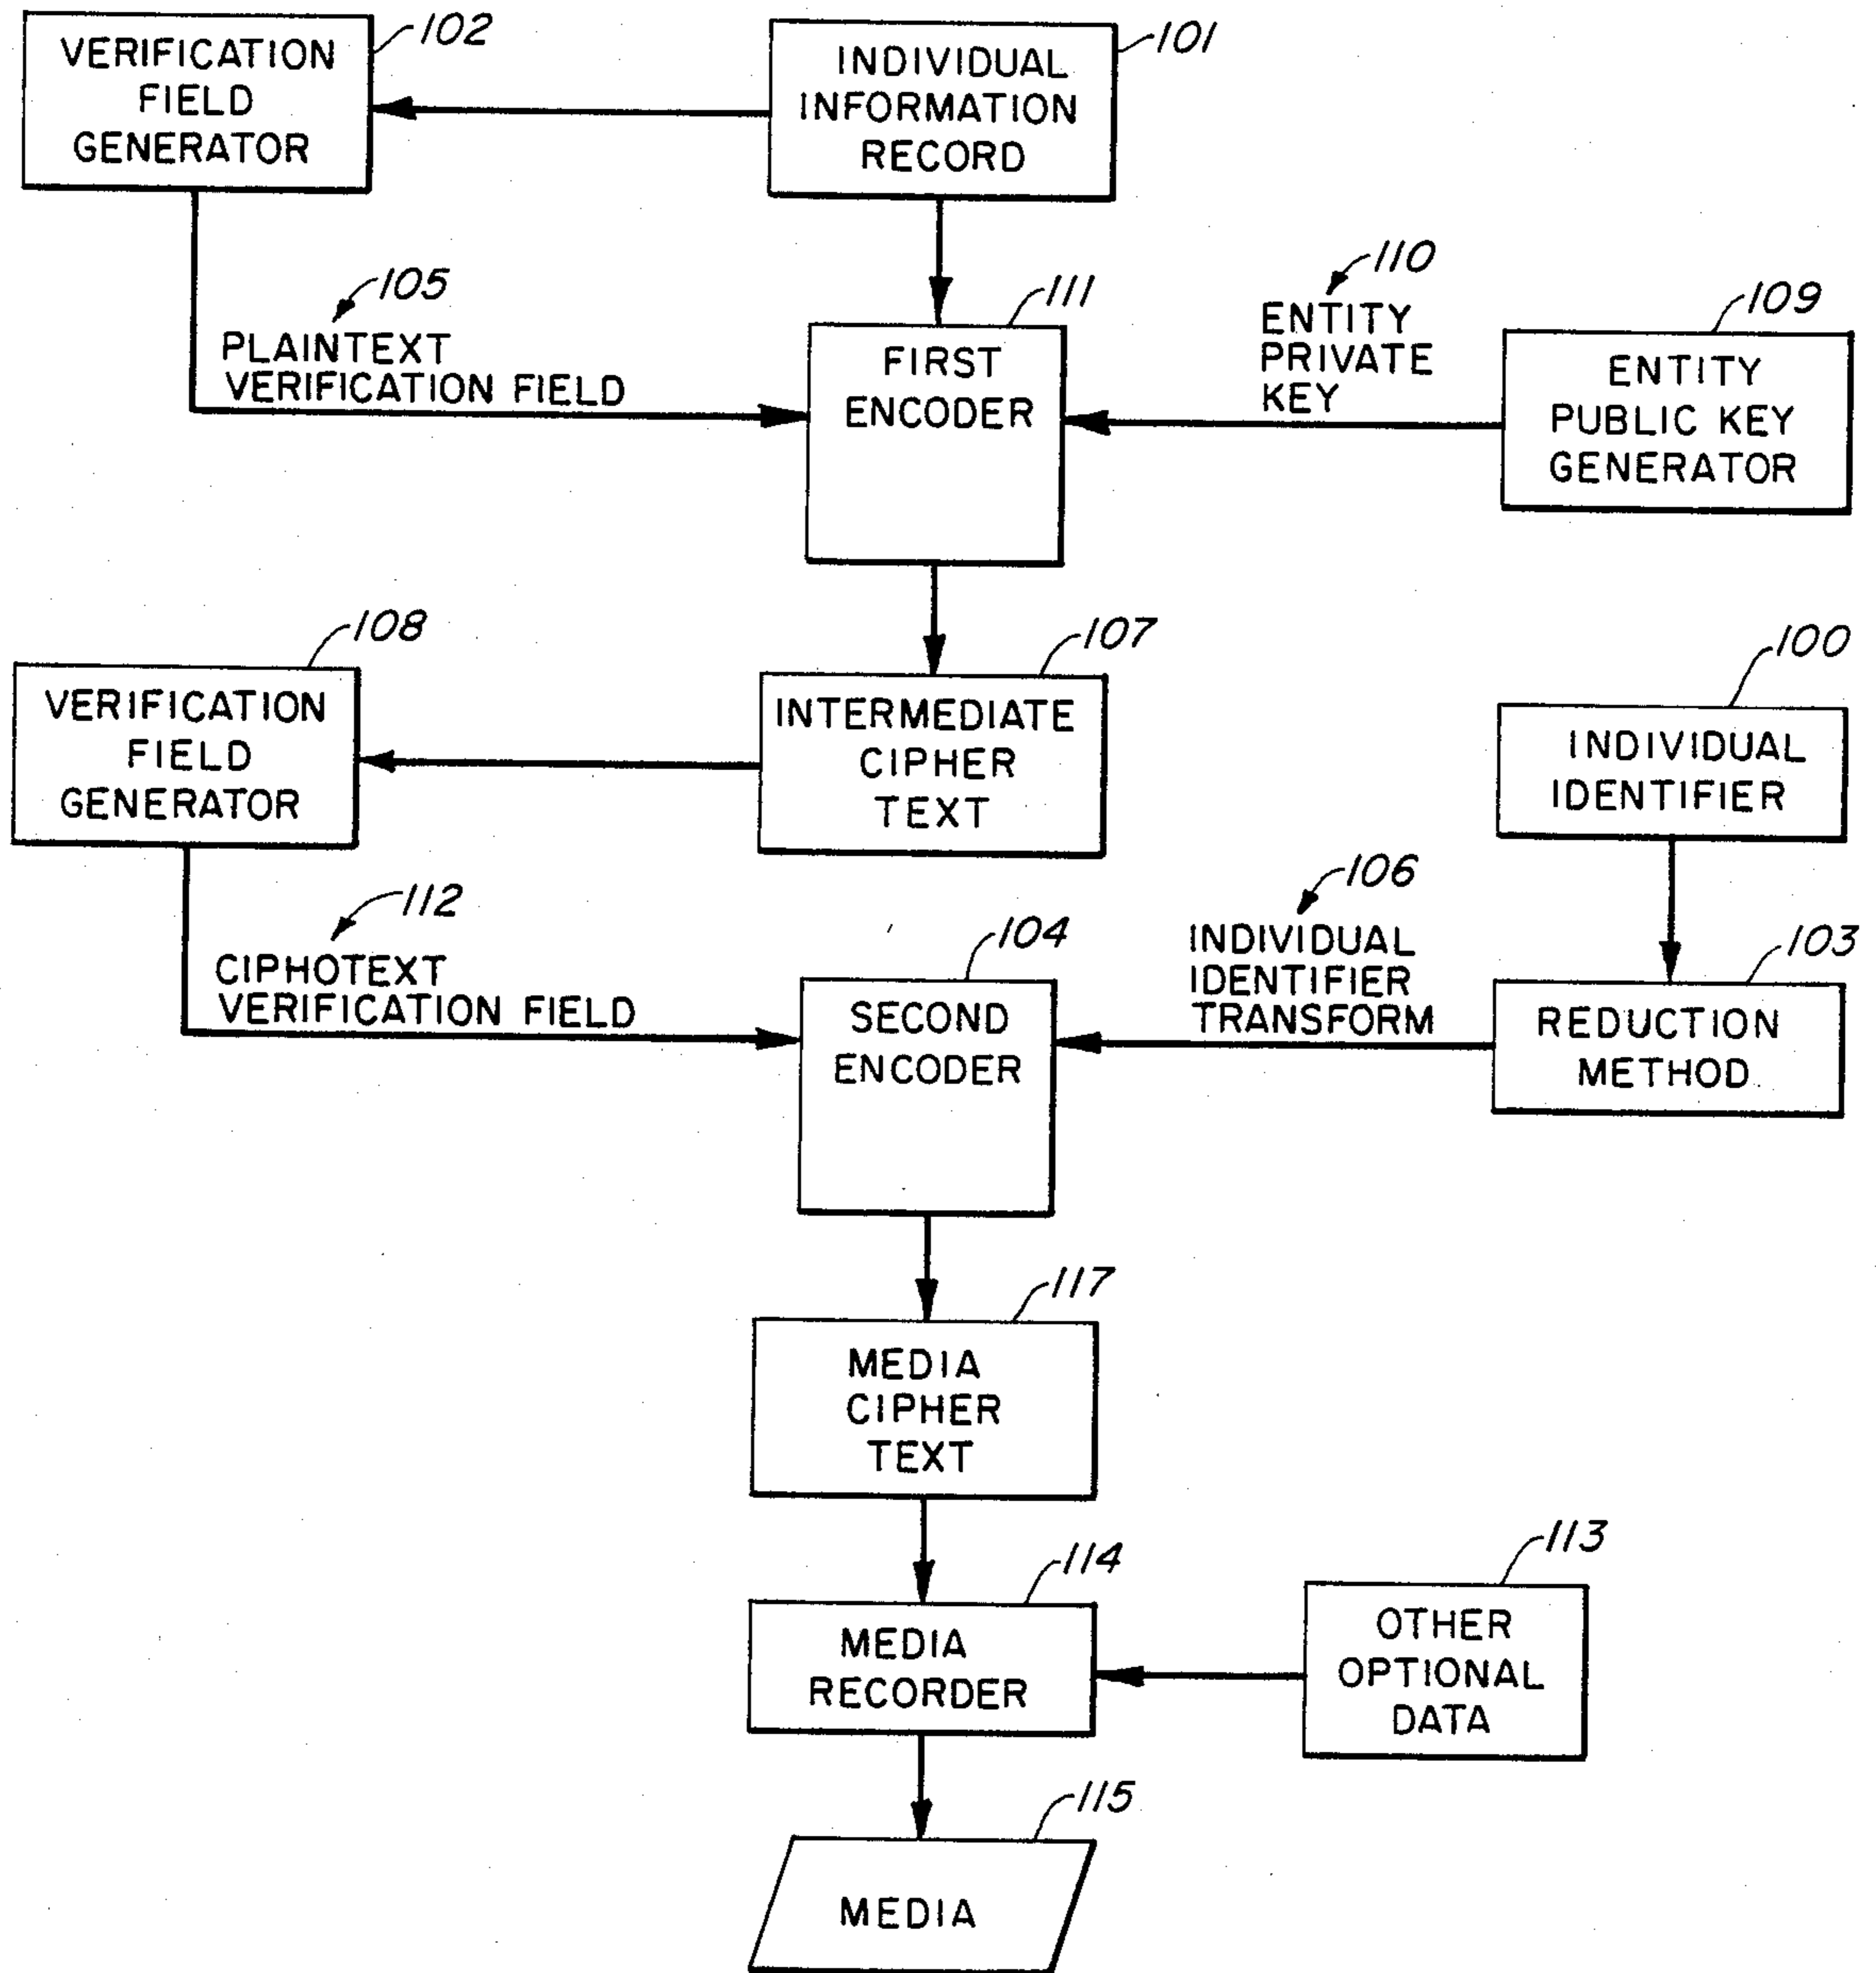 102
VERIFICATION
FIELD
GENERATOR
101
INDIVIDUAL
INFORMATION
RECORD
105
PLAINTEXT
VERIFICATION FIELD
111
FIRST
ENCODER
110
ENTITY
PRIVATE
KEY
109
ENTITY
PUBLIC KEY
GENERATOR
108
VERIFICATION
FIELD
GENERATOR
107
INTERMEDIATE
CIPHER
TEXT
100
INDIVIDUAL
IDENTIFIER
112
CIPHOTEXT
VERIFICATION FIELD
104
SECOND
ENCODER
106
INDIVIDUAL
IDENTIFIER
TRANSFORM
103
REDUCTION
METHOD
117
MEDIA
CIPHER
TEXT
114
MEDIA
RECORDER
113
OTHER
OPTIONAL
DATA
115
MEDIA